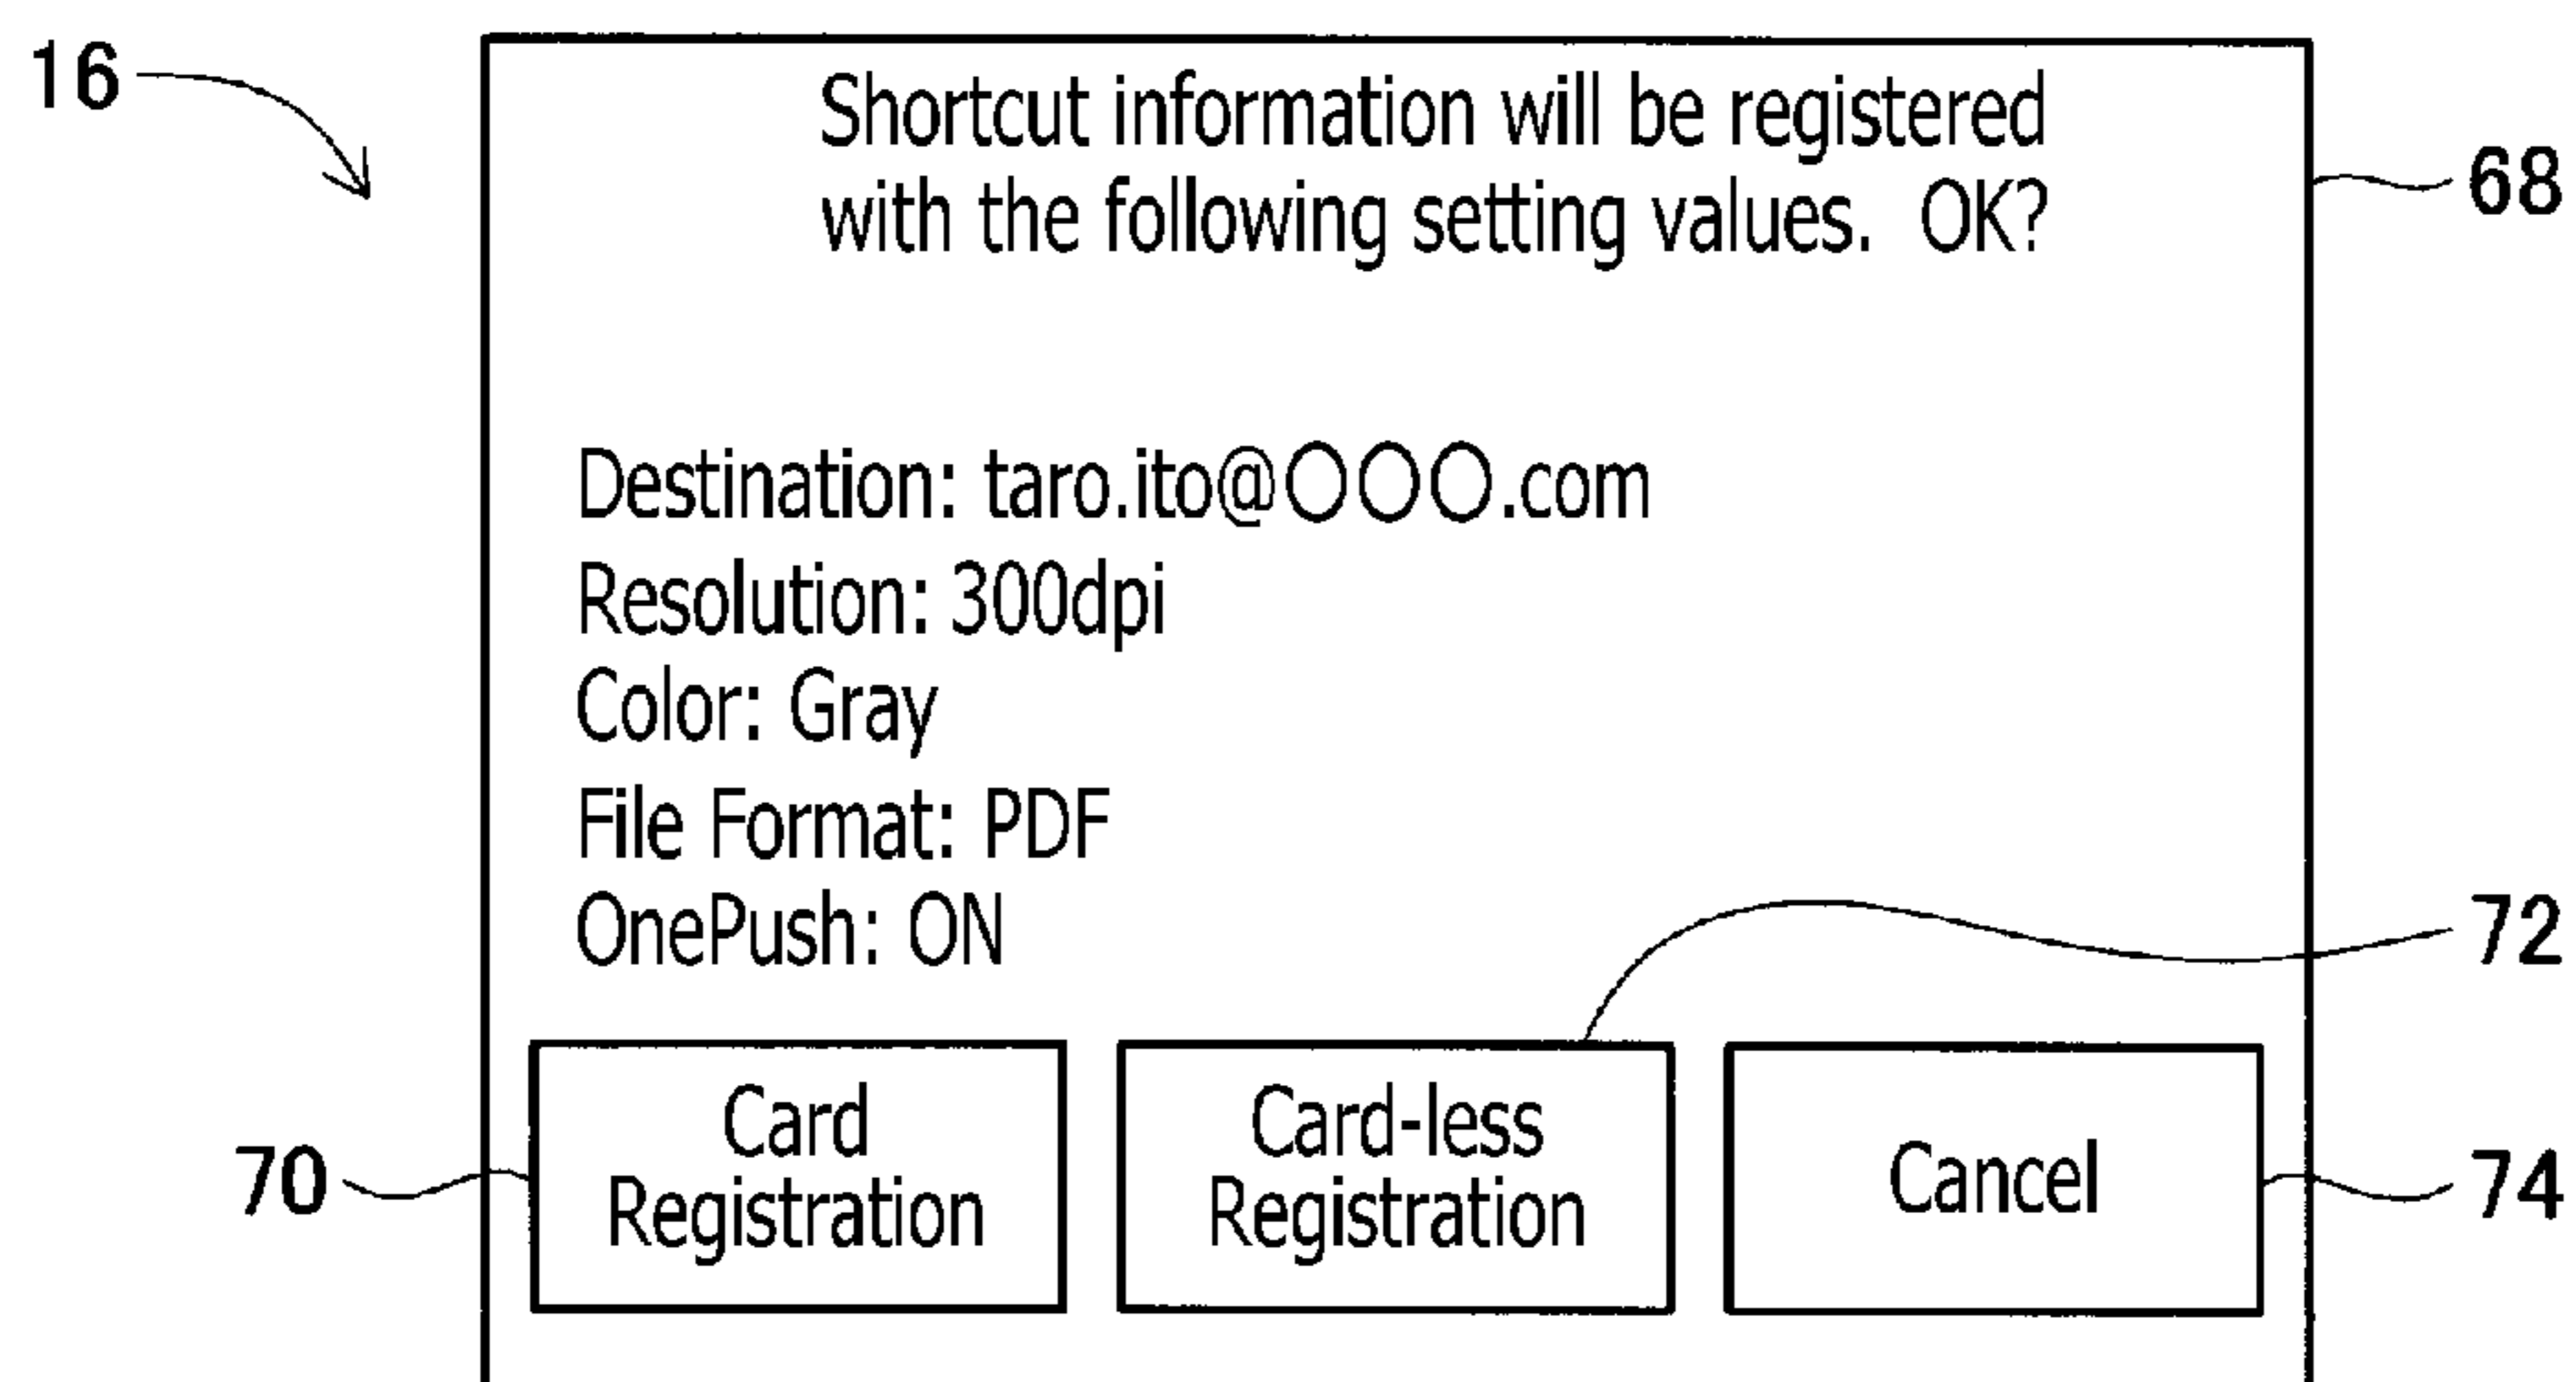 16
Shortcut information will be registered
with the following setting values. OK?
68
Destination: taro.ito@○○○.com
Resolution: 300dpi
Color: Gray
File Format: PDF
OnePush: ON
72
Card
Registration
Card-less
Registration
Cancel
70
74